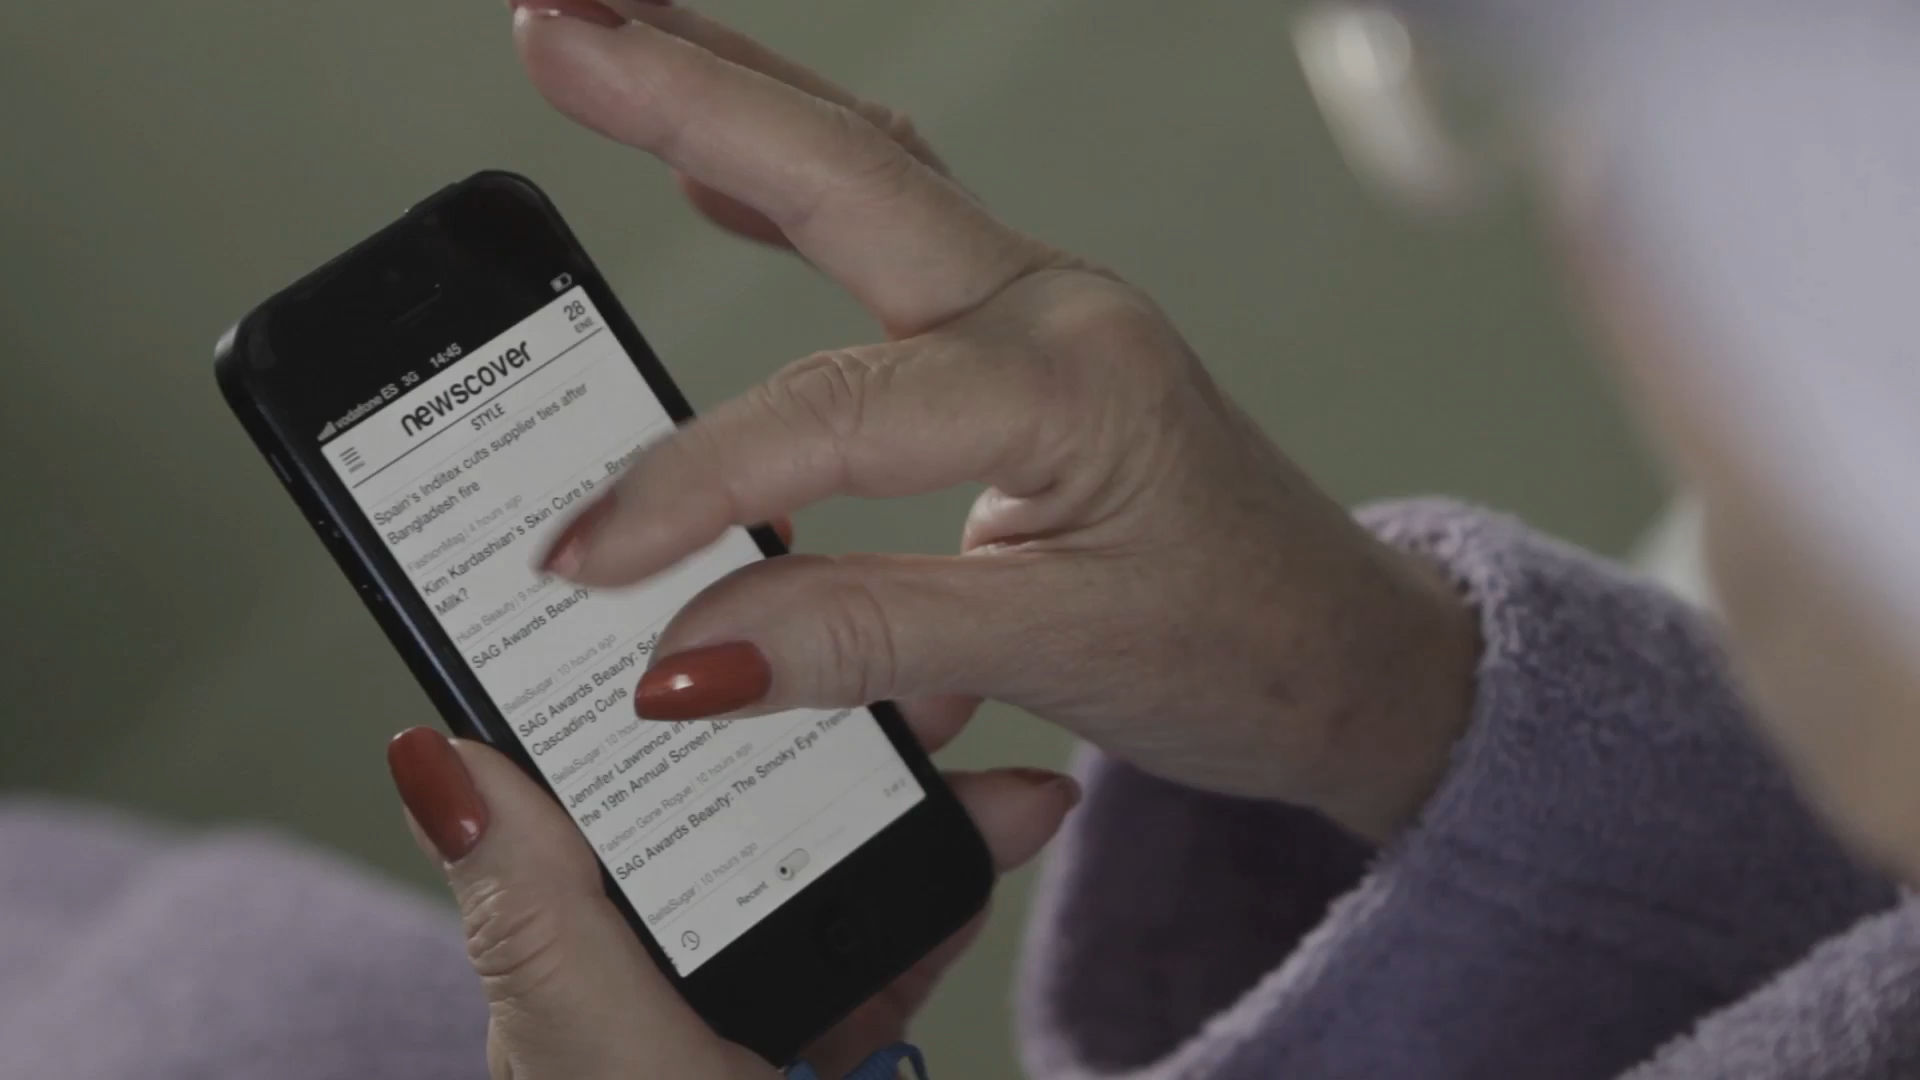 vodafone ES 3G 14:45
newscover
28
ENE
MENU
STYLE
Spain's Inditex cuts supplier ties after
Bangladesh fire
FashionMag | 4 hours ago
Kim Kardashian's Skin Cure Is... Breast
Milk?
Huda Beauty | 9 hours
SAG Awards Beauty:
BellaSugar | 10 hours ago
SAG Awards Beauty: Sofi
Cascading Curls
BellaSugar | 10 hours
Jennifer Lawrence in
the 19th Annual Screen Act
Fashion Gone Rogue | 10 hours ago
SAG Awards Beauty: The Smoky Eye Trend
BellaSugar | 10 hours ago
Recent